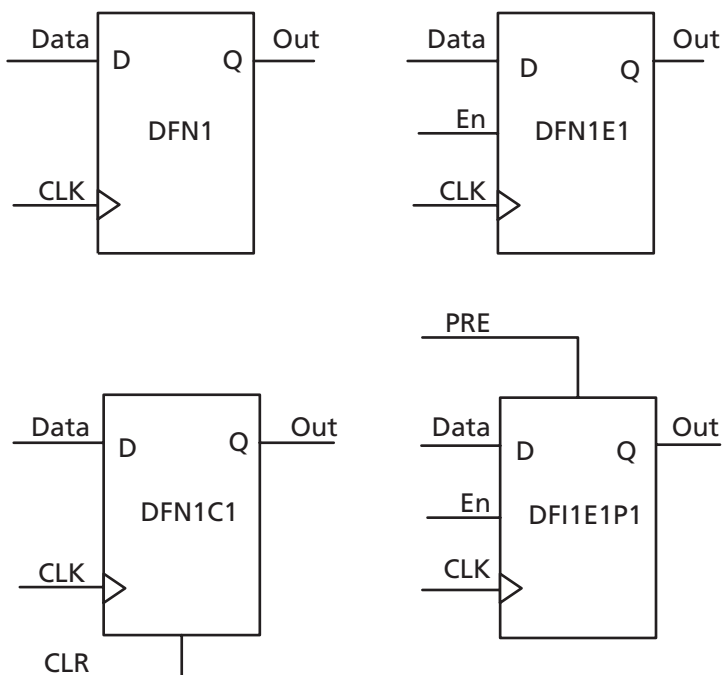 Data
Out
D
Q
DFN1
CLK
Data
Out
D
Q
En
DFN1E1
CLK
Data
Out
D
Q
DFN1C1
CLK
CLR
PRE
Data
Out
D
Q
En
DFI1E1P1
CLK